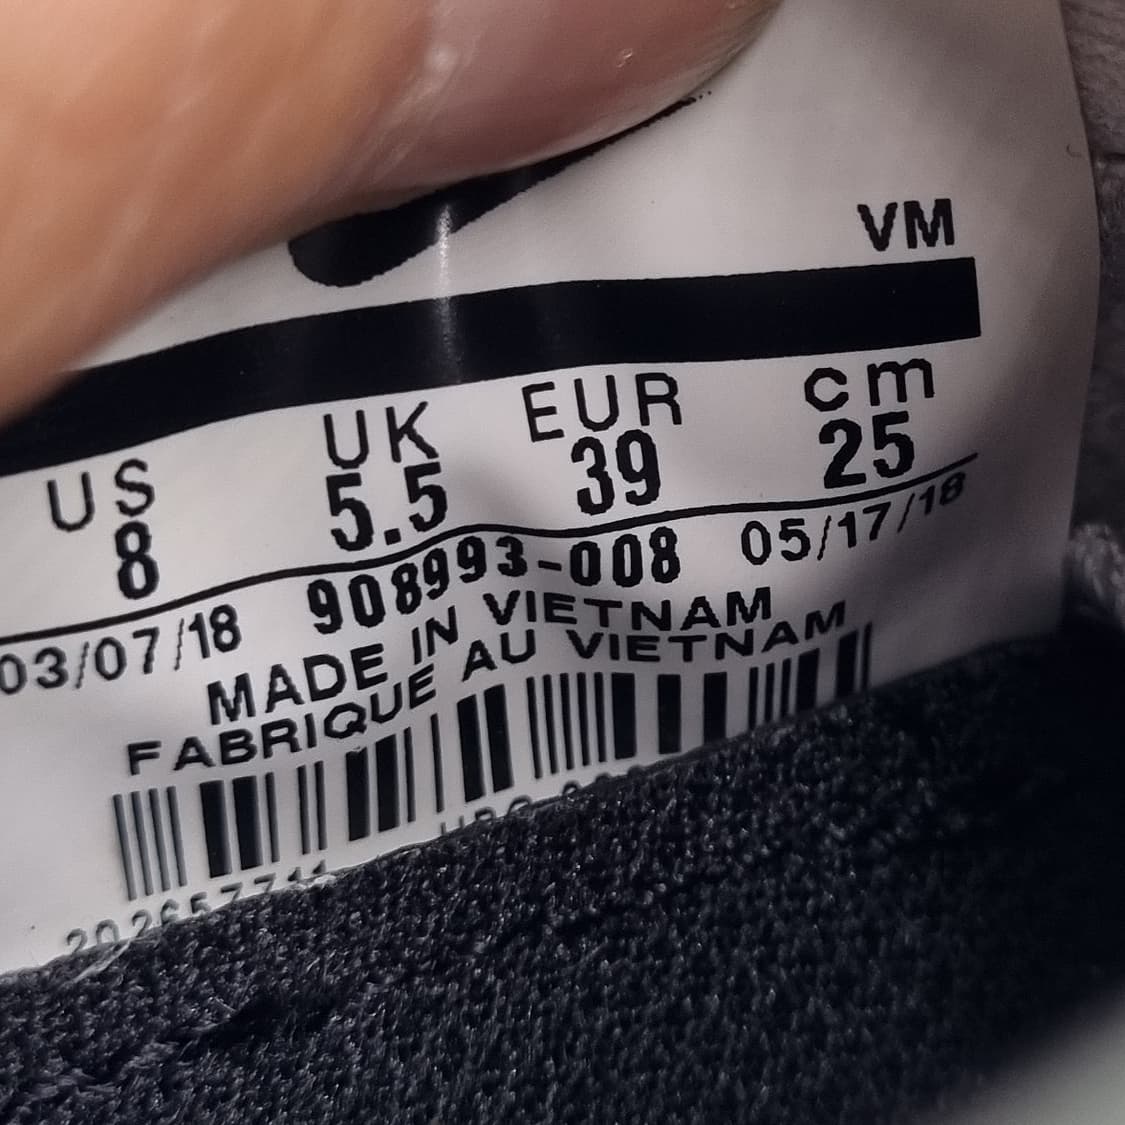 VM
US UK EUR cm
8 5.5 39 25
03/07/18 908993-008 05/17/18
MADE IN VIETNAM
FABRIQUE AU VIETNAM